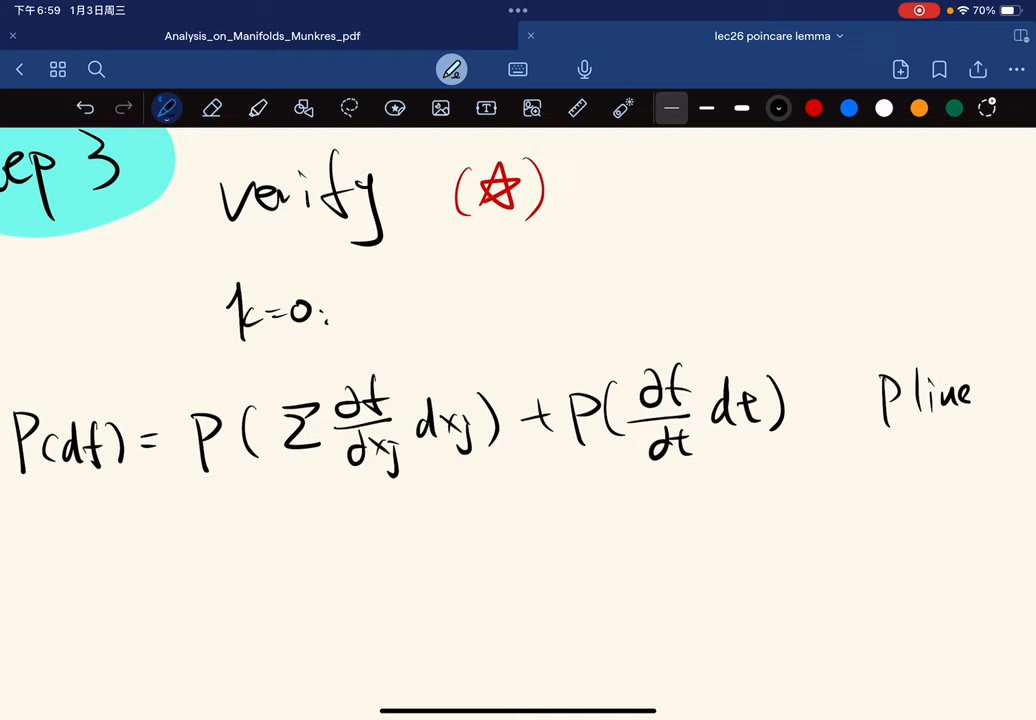 下午6:59 1月3日周三
70%
Analysis_on_Manifolds_Munkres_pdf
lec26 poincare lemma
ep 3
verify (☆)
k=0:
P(df) = P( Σ ∂f/∂xj dxj) + P( ∂f/∂t dt) P line